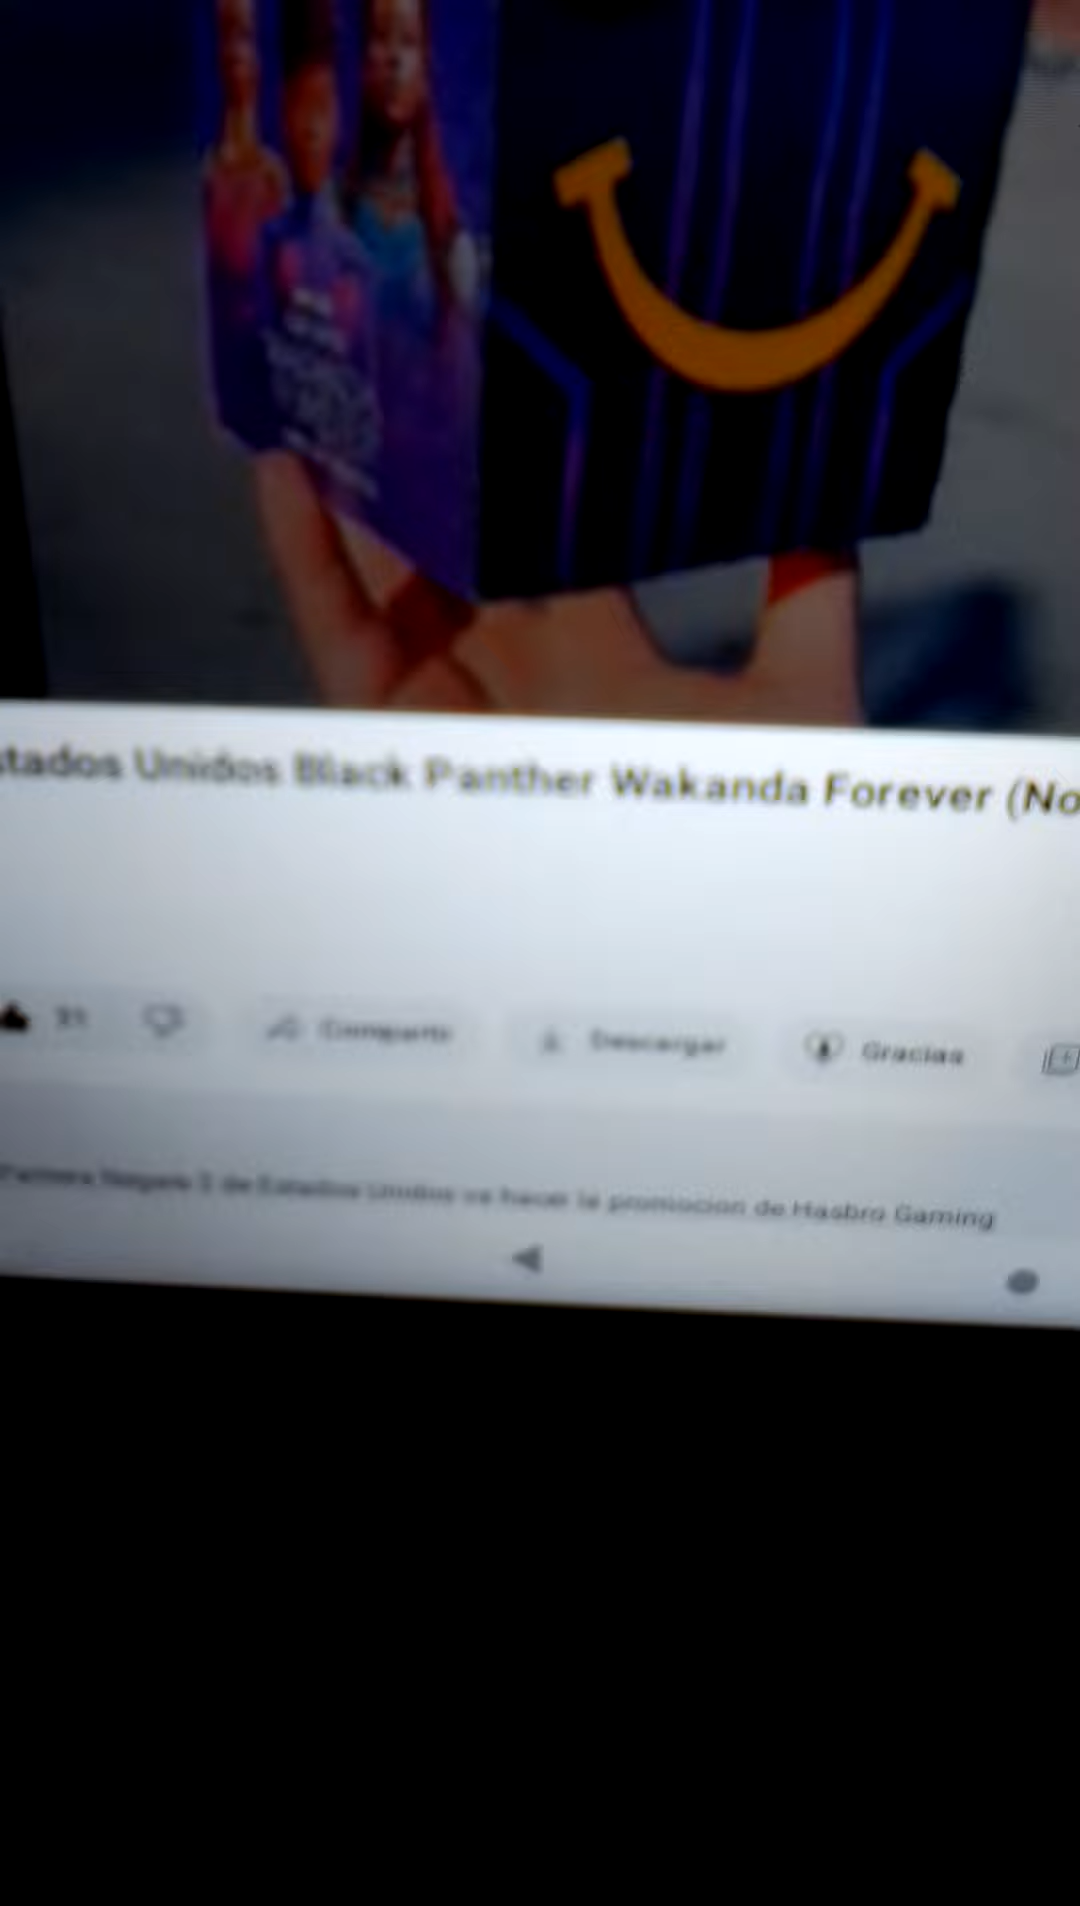 stados Unidos Black Panther Wakanda Forever (No
31 Compartir Descargar Gracias
Pantera Negra 2 de Estados Unidos va hacer la promocion de Hasbro Gaming